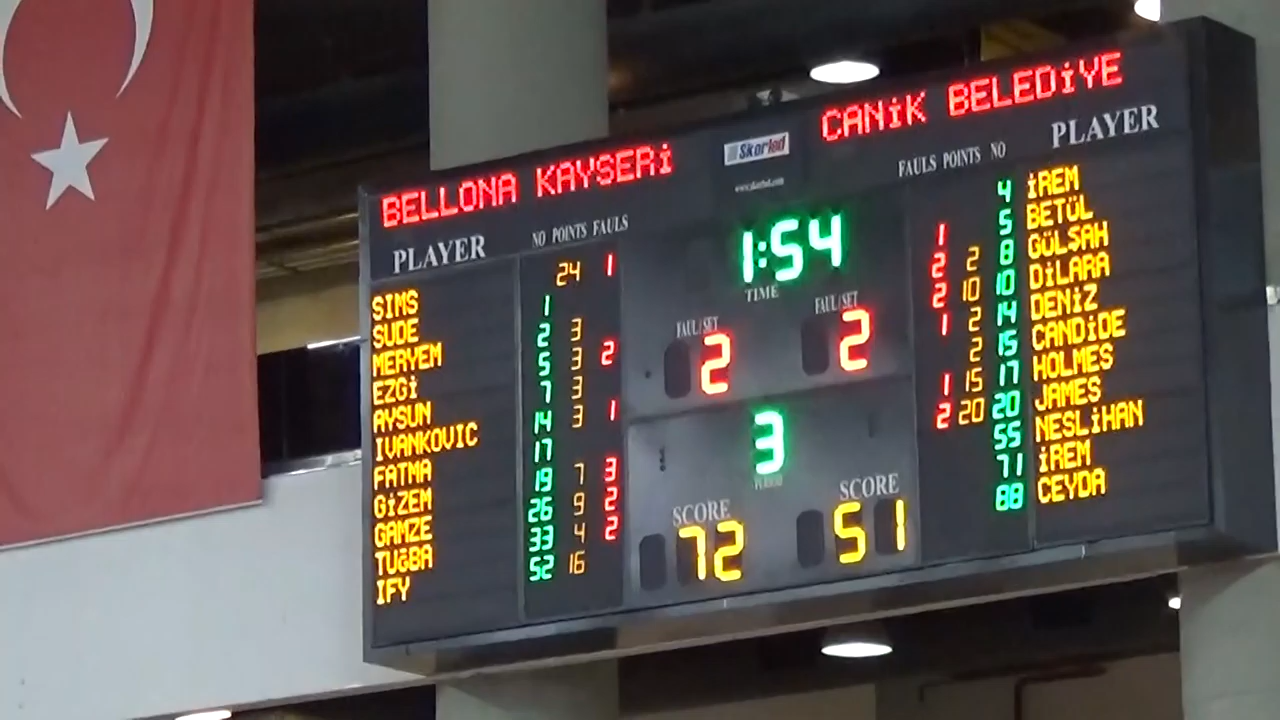 BELLONA KAYSERİ
CANİK BELEDİYE
Skorled
PLAYER NO POINTS FAULS
SIMS 24 1
SUDE 1
MERYEM 2 3
EZGİ 5 3 2
AYSUN 7 3
IVANKOVIC 14 3 1
FATMA 17
GİZEM 19 7 3
GAMZE 26 9 2
TUĞBA 33 4 2
IFY 52 16
1:54
TIME
FAUL/SET FAUL/SET
2 2
3
PERIOD
SCORE SCORE
72 51
FAULS POINTS NO PLAYER
4 İREM
1 5 BETÜL
2 2 8 GÜLŞAH
2 10 10 DİLARA
1 2 14 DENİZ
2 15 CANDİDE
1 15 17 HOLMES
2 20 20 JAMES
55 NESLİHAN
71 İREM
88 CEYDA